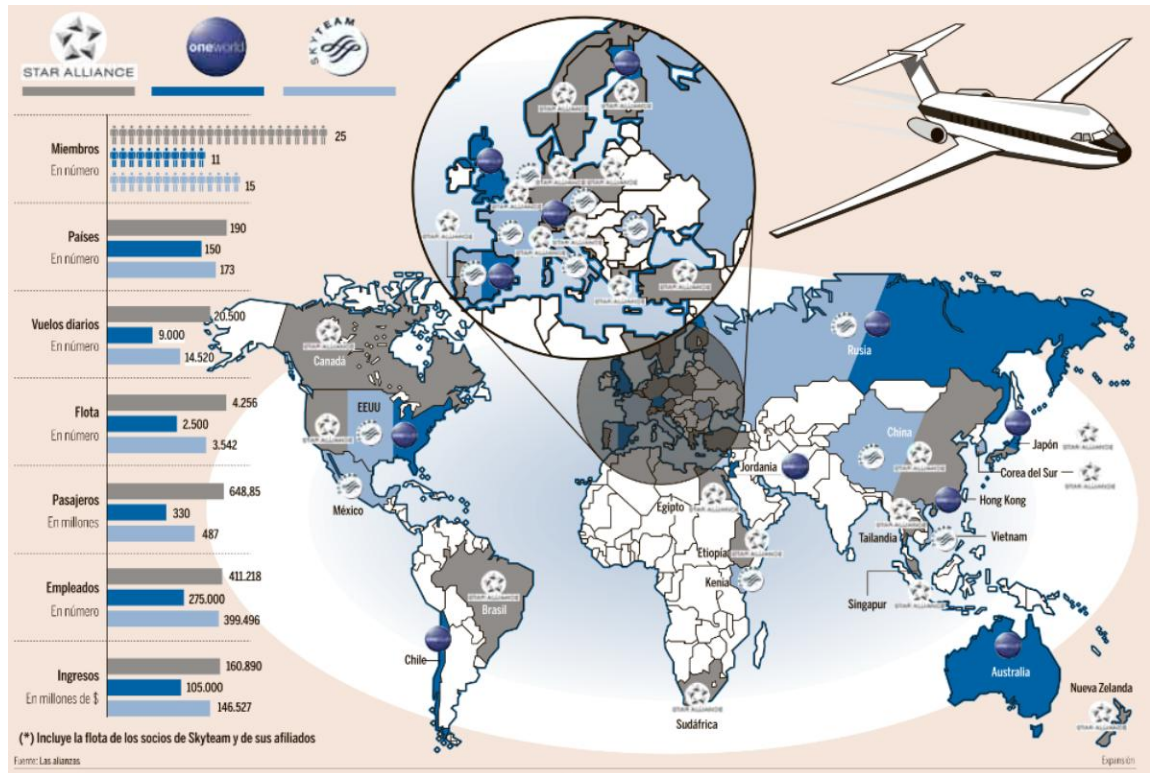 STAR ALLIANCE
oneworld
SKYTEAM
Miembros
En número
25
11
15
Países
En número
190
150
173
Vuelos diarios
En número
20.500
9.000
14.520
Flota
En número
4.256
2.500
3.542
Pasajeros
En millones
648,85
330
487
Empleados
En número
411.218
275.000
399.496
Ingresos
En millones de $
160.890
105.000
146.527
(*) Incluye la flota de los socios de Skyteam y de sus afiliados
Fuente: Las alianzas
Expansión
Canadá
EEUU
México
Brasil
Chile
Rusia
China
Japón
Corea del Sur
Jordania
Hong Kong
Egipto
Etiopía
Kenia
Tailandia
Vietnam
Singapur
Australia
Nueva Zelanda
Sudáfrica